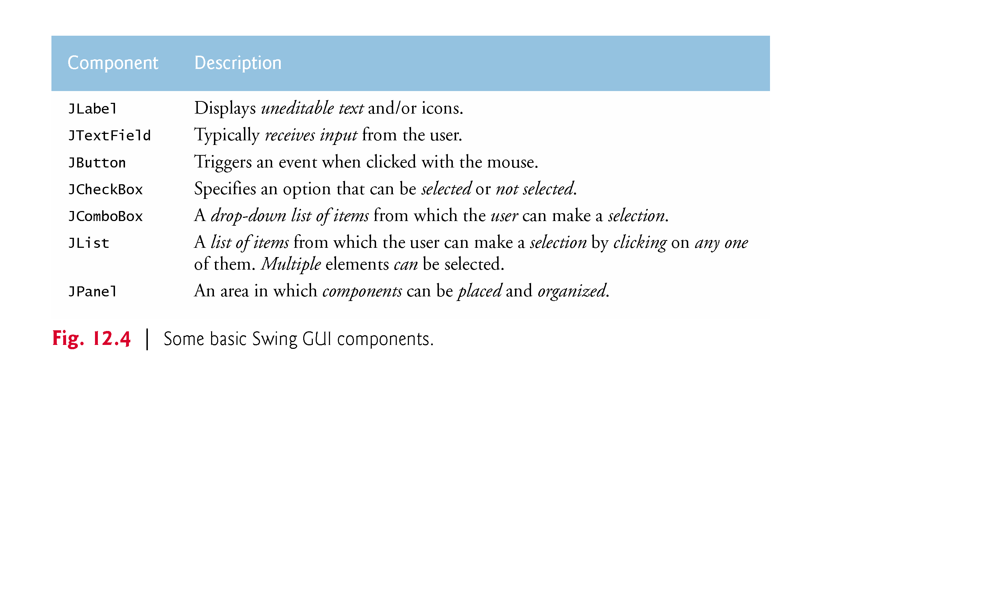 Component Description
JLabel Displays uneditable text and/or icons.
JTextField Typically receives input from the user.
JButton Triggers an event when clicked with the mouse.
JCheckBox Specifies an option that can be selected or not selected.
JComboBox A drop-down list of items from which the user can make a selection.
JList A list of items from which the user can make a selection by clicking on any one
of them. Multiple elements can be selected.
JPanel An area in which components can be placed and organized.
Fig. 12.4 | Some basic Swing GUI components.